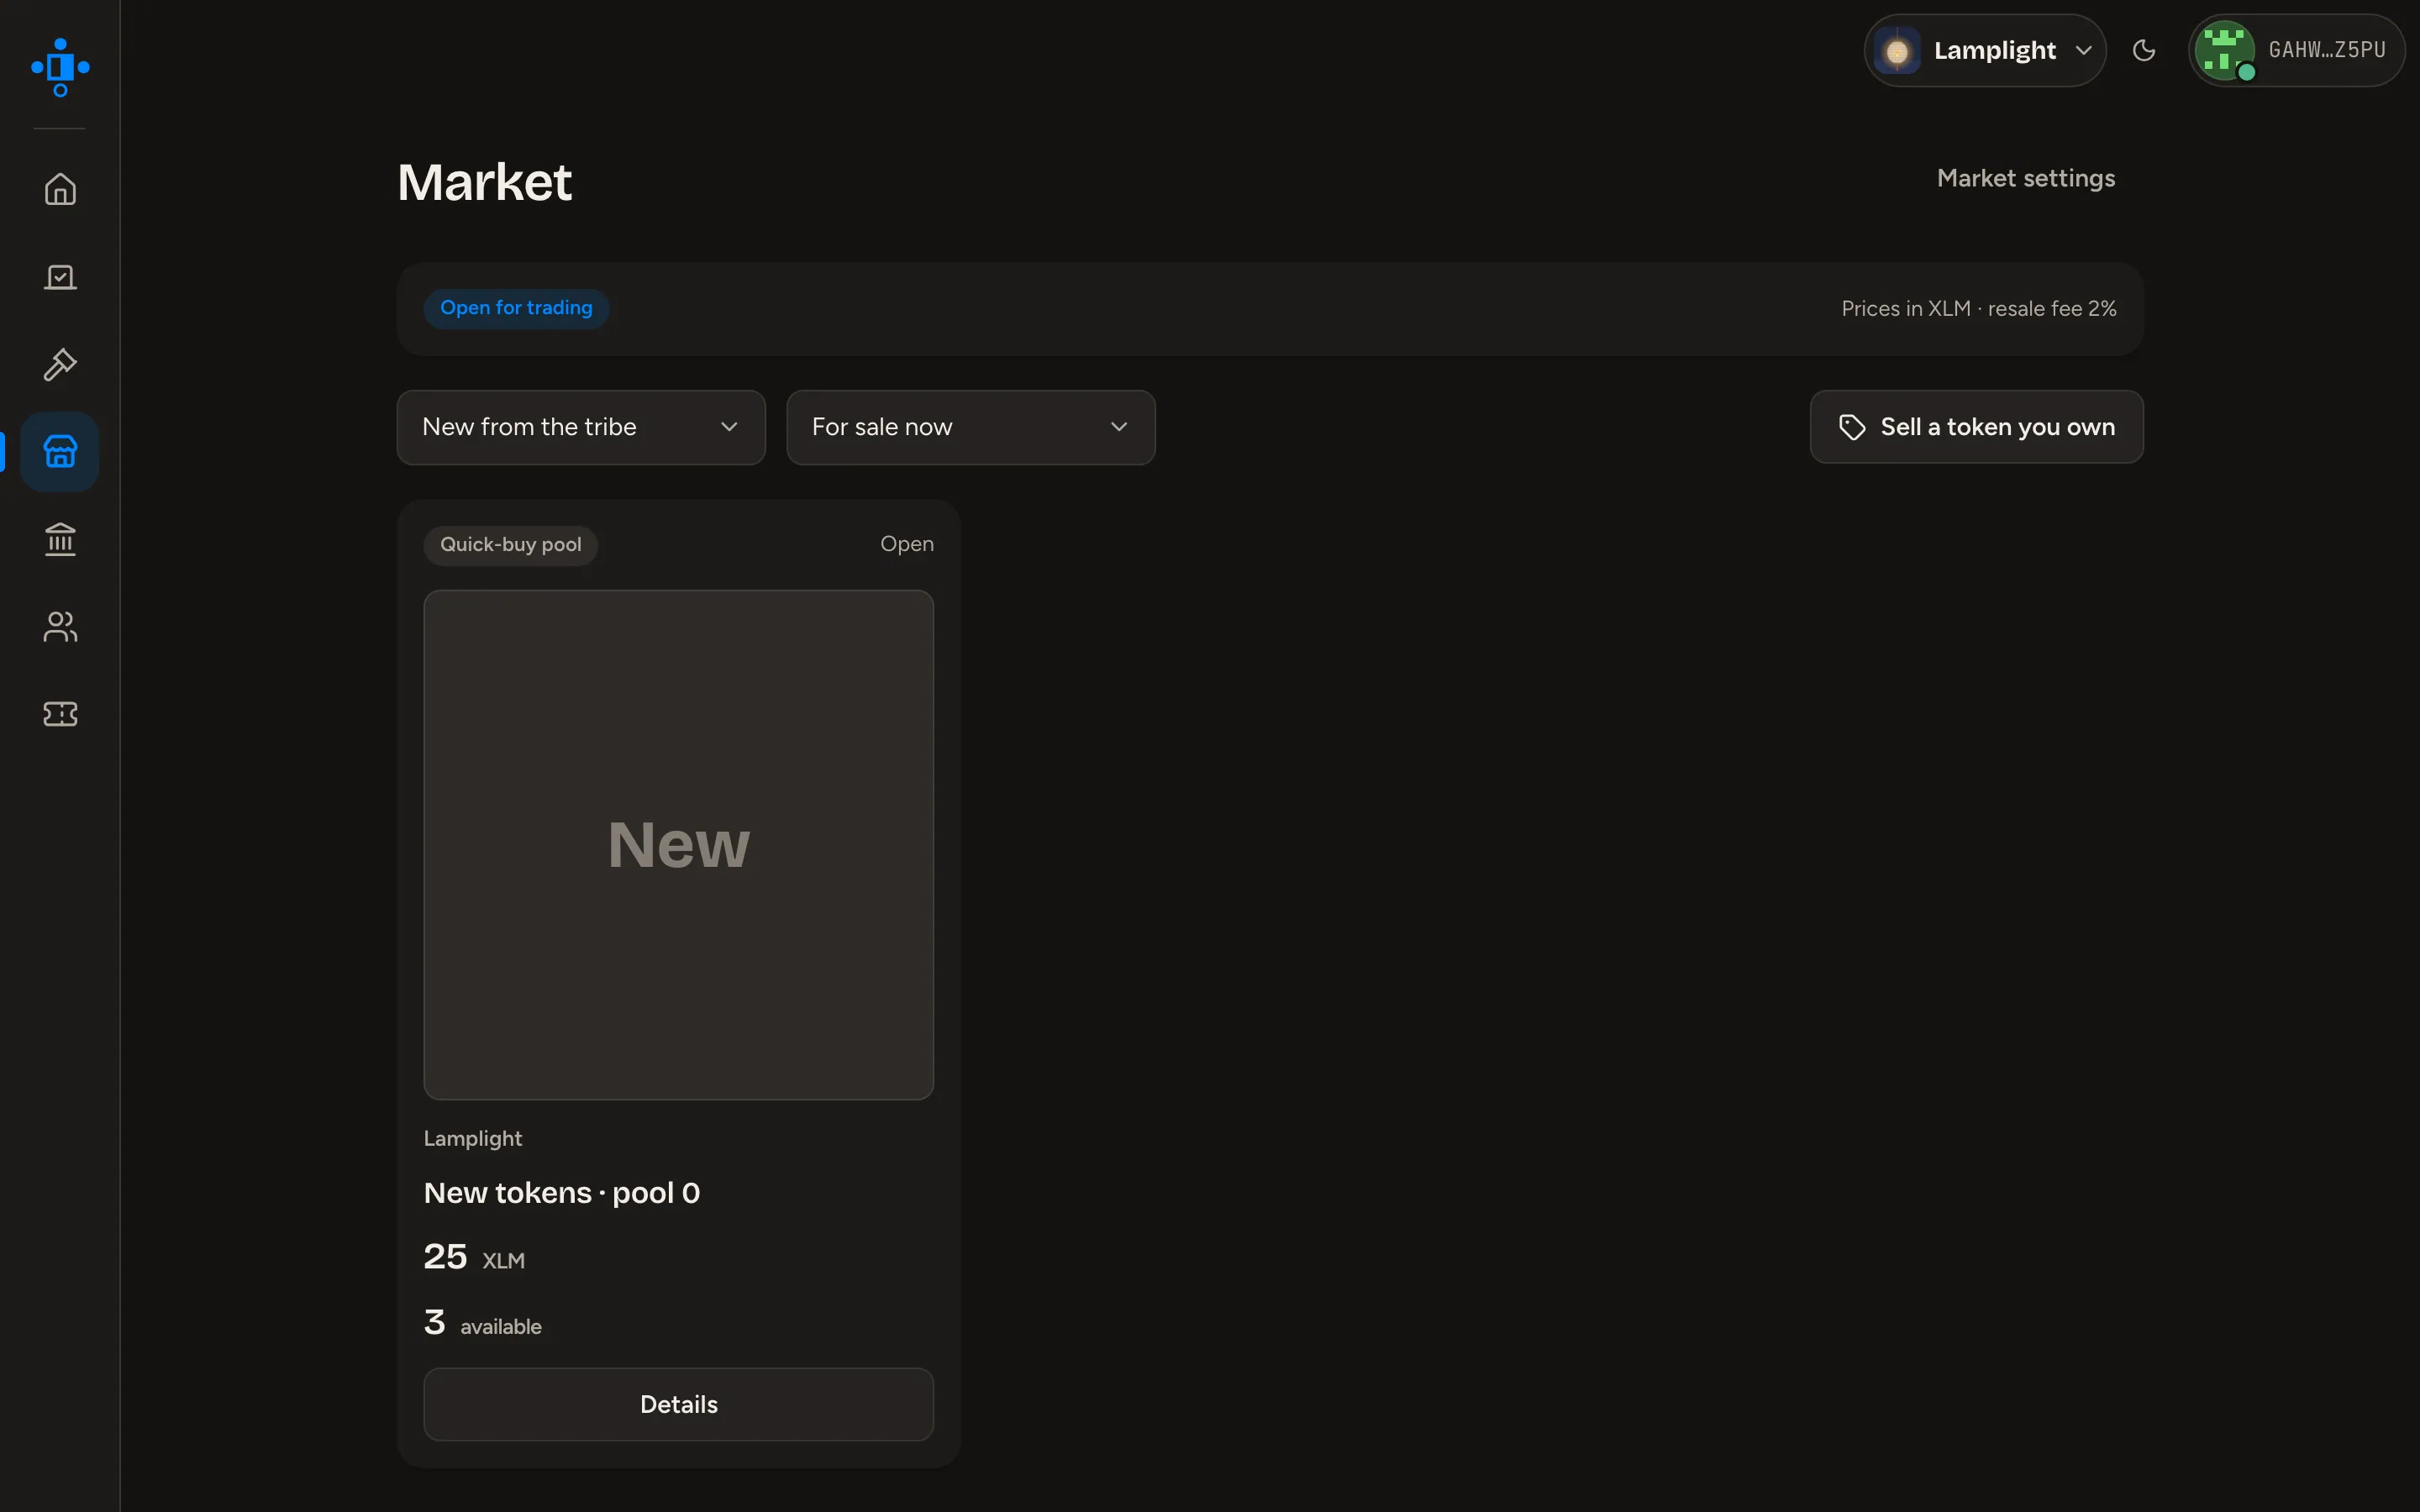 Lamplight
GAHW…Z5PU
Market
Market settings
Open for trading
Prices in XLM · resale fee 2%
New from the tribe
For sale now
Sell a token you own
Quick-buy pool
Open
New
Lamplight
New tokens · pool 0
25 XLM
3 available
Details